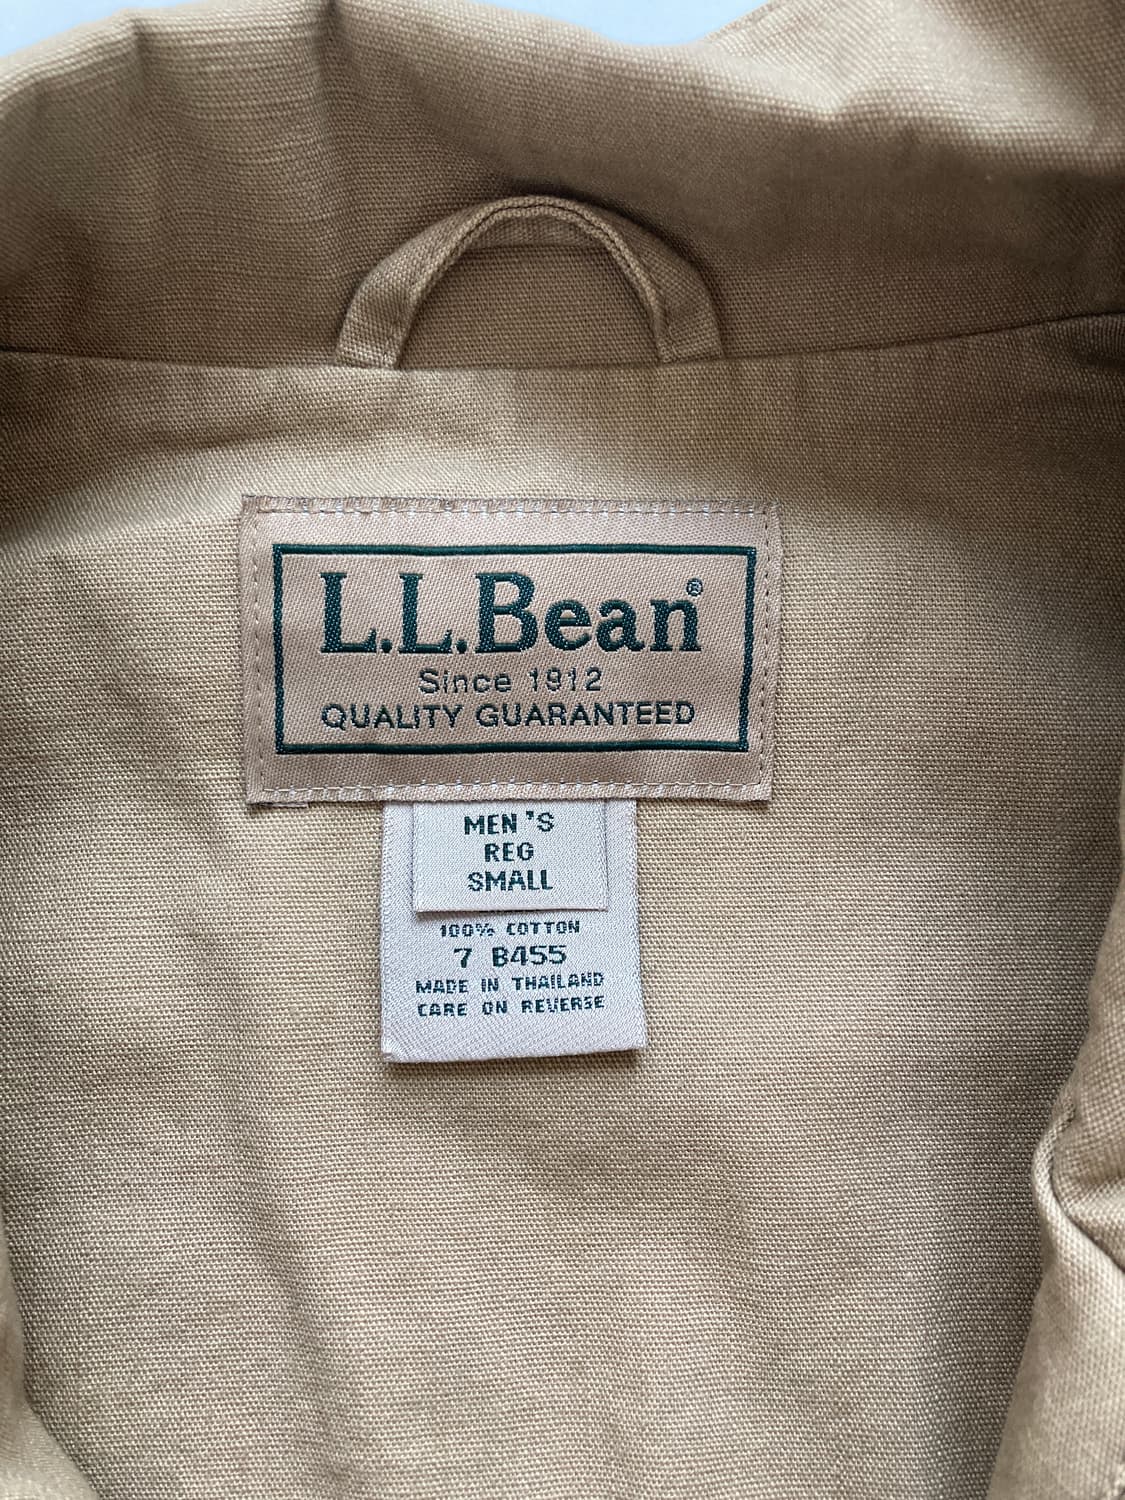 L.L.Bean®
Since 1912
QUALITY GUARANTEED
MEN'S
REG
SMALL
100% COTTON
7 B455
MADE IN THAILAND
CARE ON REVERSE